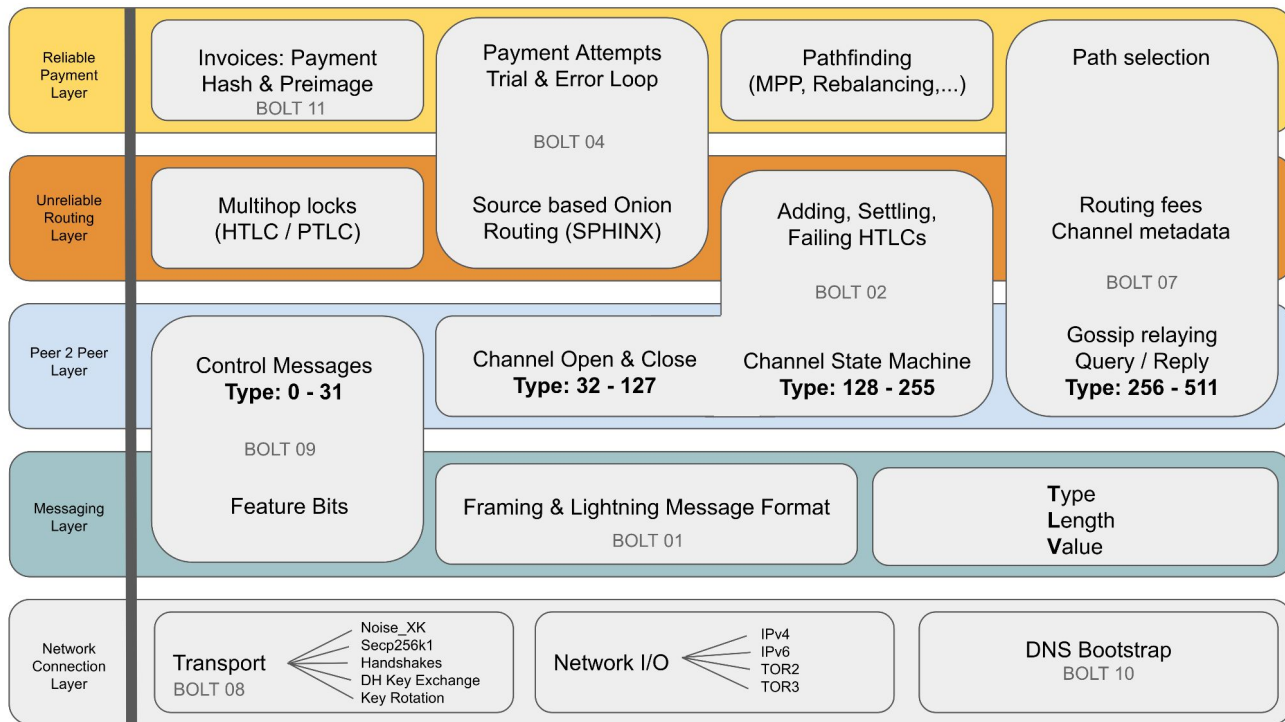 Reliable
Payment
Layer
Invoices: Payment
Hash & Preimage
BOLT 11
Payment Attempts
Trial & Error Loop
BOLT 04
Pathfinding
(MPP, Rebalancing,...)
Path selection
Unreliable
Routing
Layer
Multihop locks
(HTLC / PTLC)
Source based Onion
Routing (SPHINX)
Adding, Settling,
Failing HTLCs
BOLT 02
Routing fees
Channel metadata
BOLT 07
Peer 2 Peer
Layer
Control Messages
Type: 0 - 31
BOLT 09
Channel Open & Close
Type: 32 - 127
Channel State Machine
Type: 128 - 255
Gossip relaying
Query / Reply
Type: 256 - 511
Messaging
Layer
Feature Bits
Framing & Lightning Message Format
BOLT 01
Type
Length
Value
Network
Connection
Layer
Transport
BOLT 08
Noise_XK
Secp256k1
Handshakes
DH Key Exchange
Key Rotation
Network I/O
IPv4
IPv6
TOR2
TOR3
DNS Bootstrap
BOLT 10